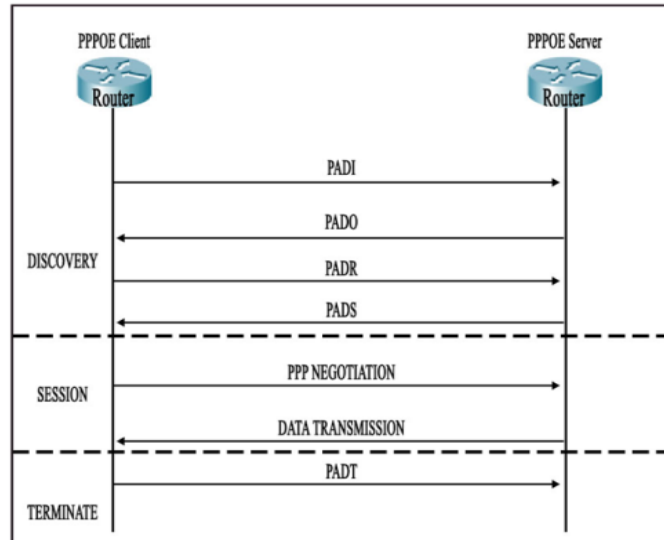 PPPOE Client
PPPOE Server
Router
Router
PADI
PADO
DISCOVERY
PADR
PADS
PPP NEGOTIATION
SESSION
DATA TRANSMISSION
PADT
TERMINATE